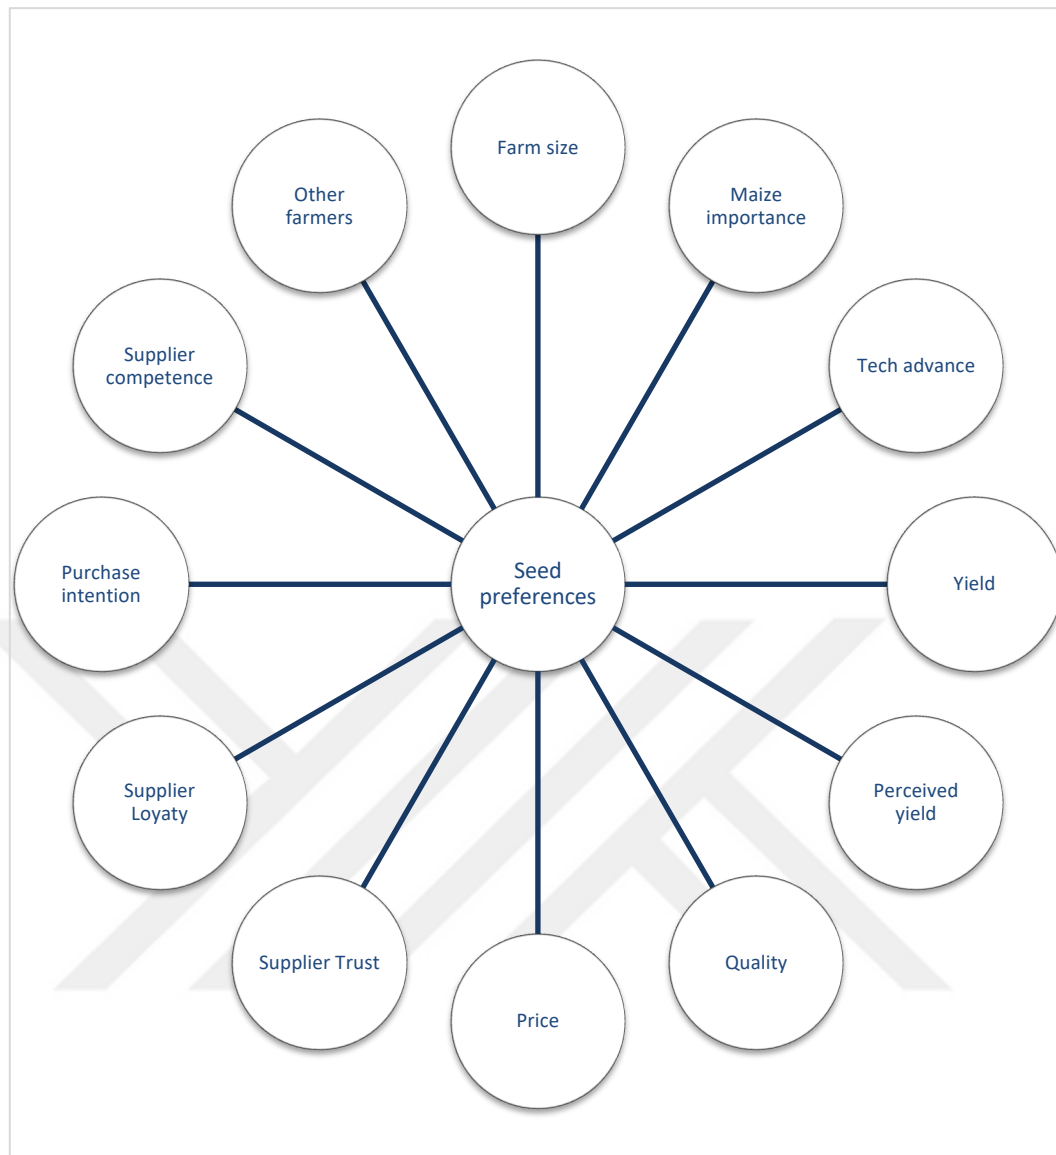 Farm size
Other
farmers
Maize
importance
Supplier
competence
Tech advance
Purchase
intention
Seed
preferences
Yield
Supplier
Loyaty
Perceived
yield
Supplier Trust
Quality
Price